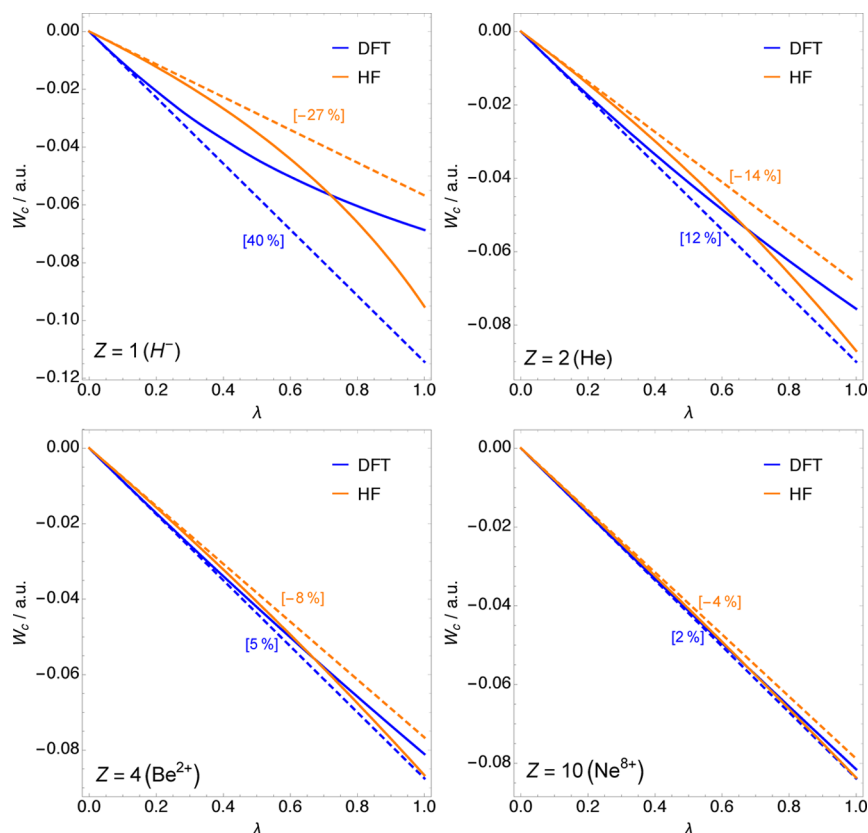 0.00
-0.02
-0.04
-0.06
-0.08
-0.10
-0.12
W_c / a.u.
DFT
HF
[-27 %]
[40 %]
Z = 1 (H⁻)
0.0 0.2 0.4 0.6 0.8 1.0
λ
0.00
-0.02
-0.04
-0.06
-0.08
W_c / a.u.
DFT
HF
[-14 %]
[12 %]
Z = 2 (He)
0.0 0.2 0.4 0.6 0.8 1.0
λ
0.00
-0.02
-0.04
-0.06
-0.08
W_c / a.u.
DFT
HF
[-8 %]
[5 %]
Z = 4 (Be²⁺)
0.0 0.2 0.4 0.6 0.8 1.0
λ
0.00
-0.02
-0.04
-0.06
-0.08
W_c / a.u.
DFT
HF
[-4 %]
[2 %]
Z = 10 (Ne⁸⁺)
0.0 0.2 0.4 0.6 0.8 1.0
λ